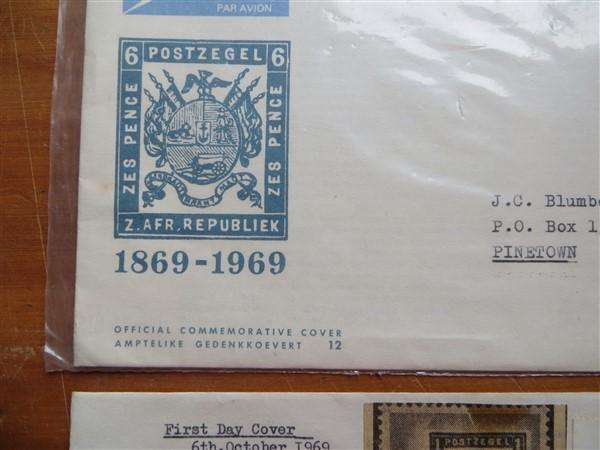 PAR AVION
6 POSTZEGEL 6
ZES PENCE
ZES PENCE
Z. AFR. REPUBLIEK
1869-1969
J.C. Blumbe
P.O. Box 1
PINETOWN
OFFICIAL COMMEMORATIVE COVER
AMPTELIKE GEDENKKOEVERT 12
First Day Cover
6th. October 1969
POSTZEGEL